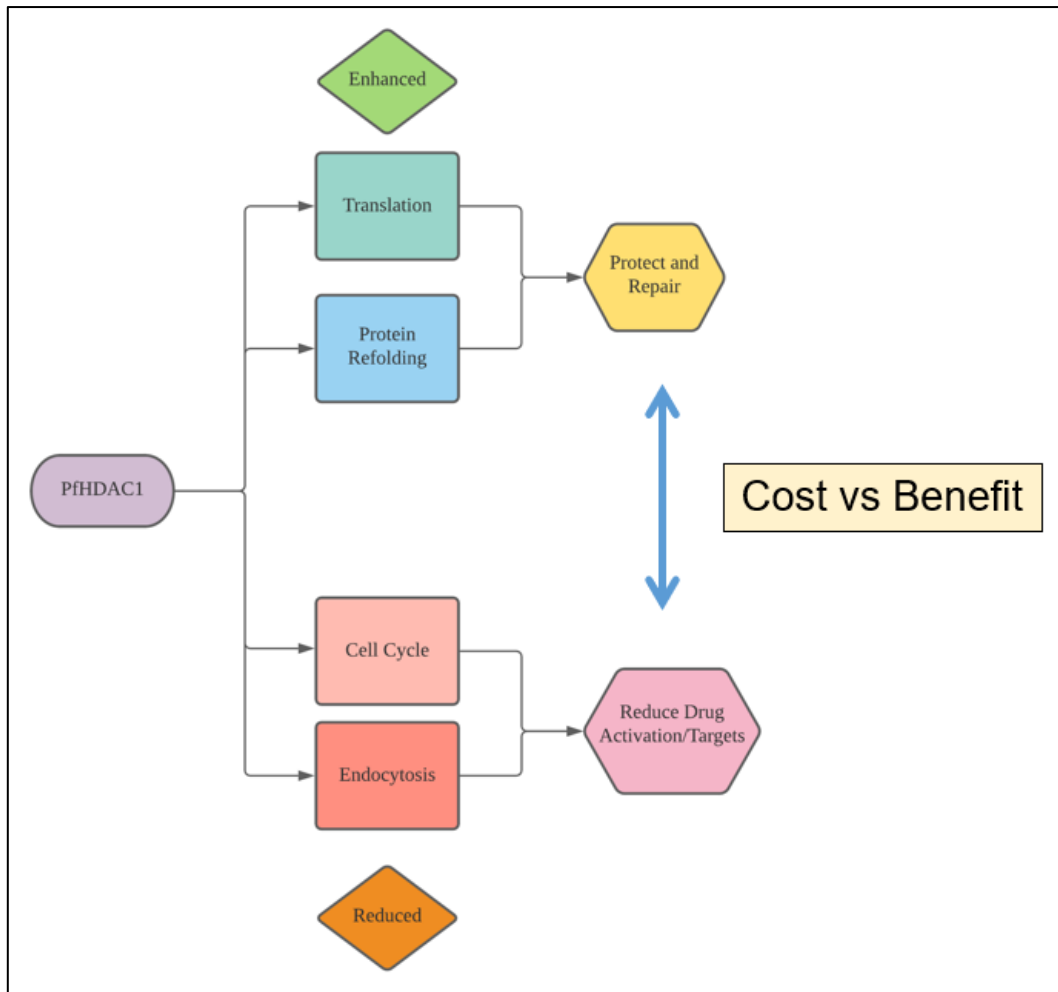 Enhanced
Translation
Protect and
Repair
Protein
Refolding
PfHDAC1
Cost vs Benefit
Cell Cycle
Reduce Drug
Activation/Targets
Endocytosis
Reduced